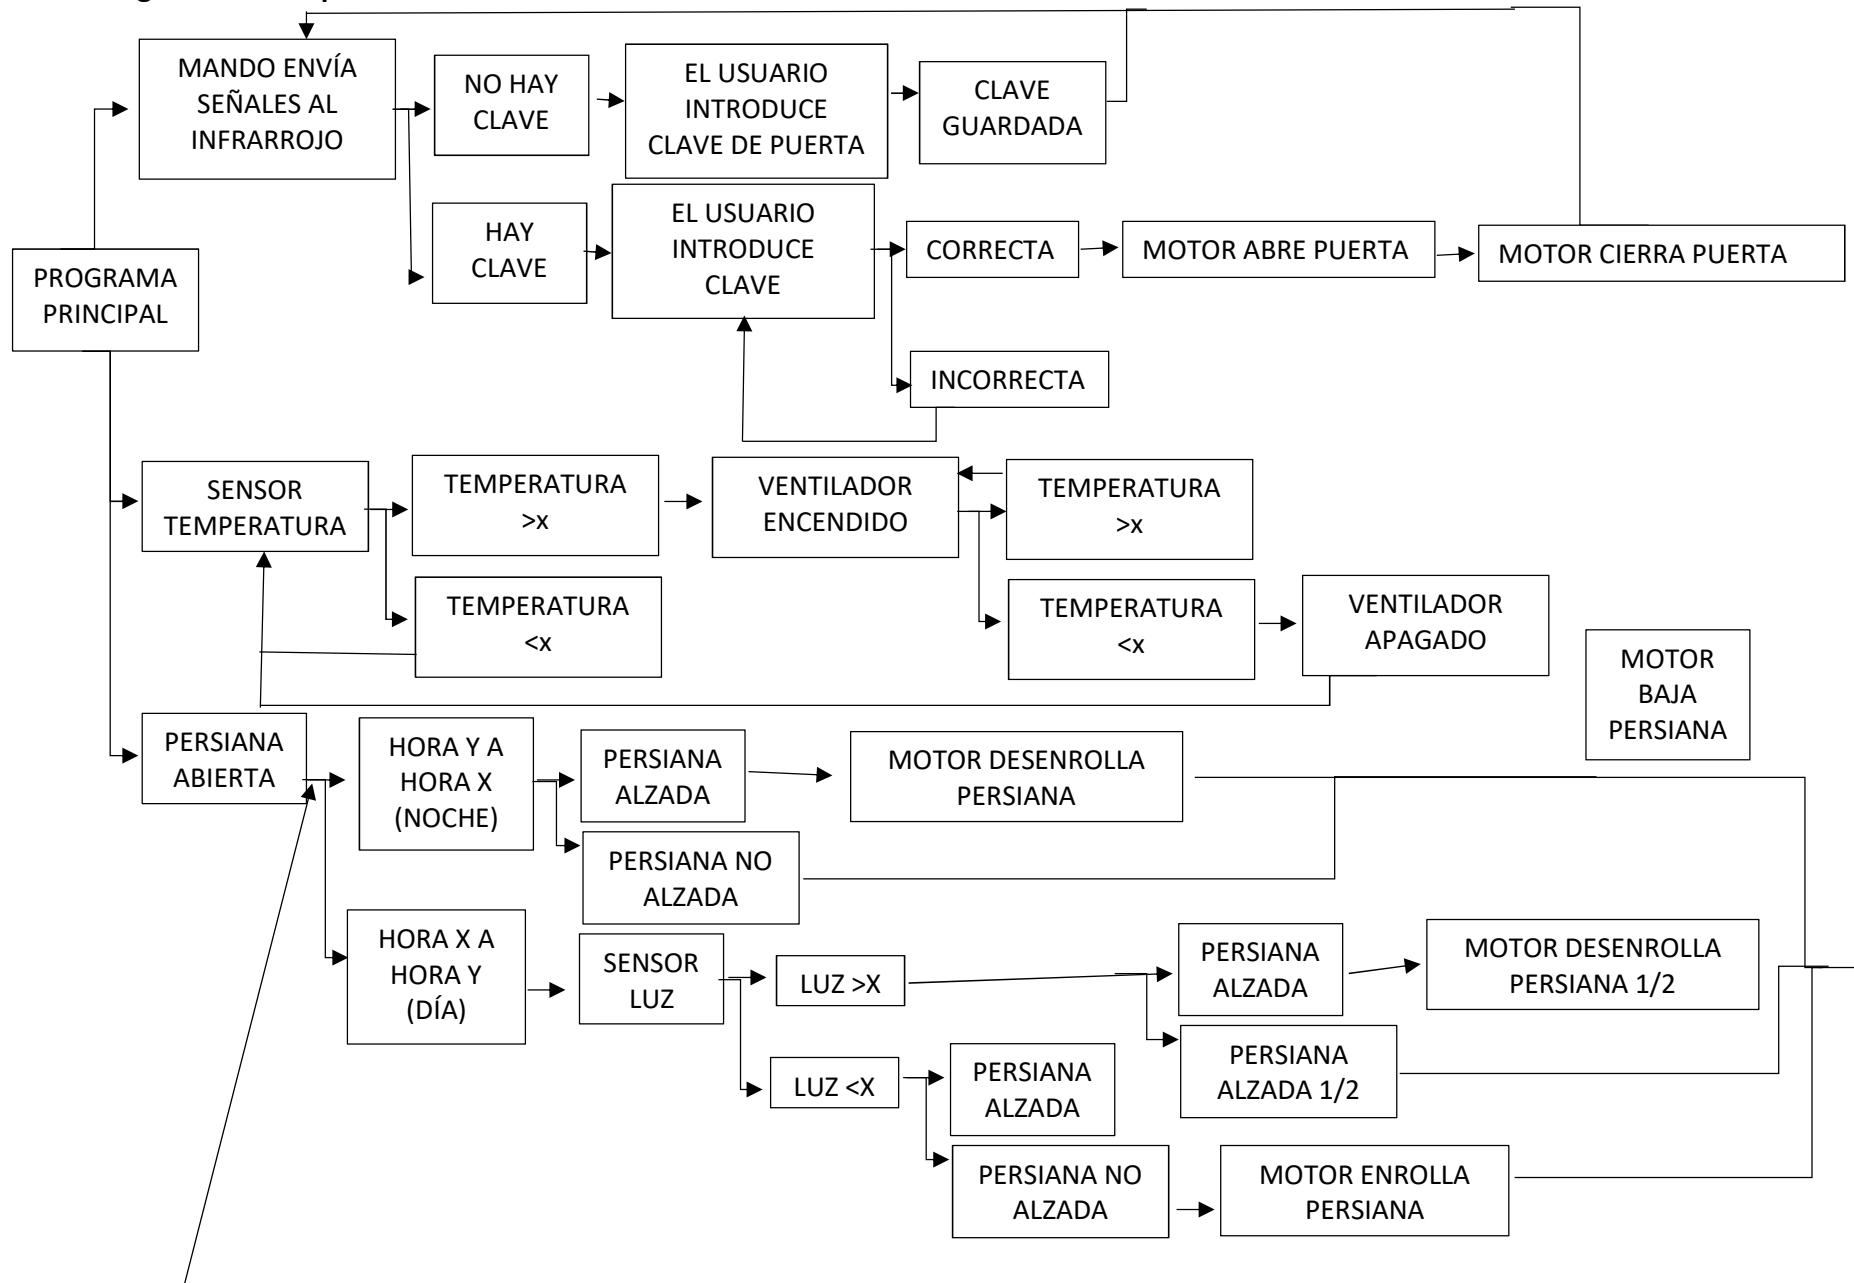 MANDO ENVÍA
SEÑALES AL
INFRARROJO
NO HAY
CLAVE
EL USUARIO
INTRODUCE
CLAVE DE PUERTA
CLAVE
GUARDADA
HAY
CLAVE
EL USUARIO
INTRODUCE
CLAVE
CORRECTA
MOTOR ABRE PUERTA
MOTOR CIERRA PUERTA
PROGRAMA
PRINCIPAL
INCORRECTA
SENSOR
TEMPERATURA
TEMPERATURA
>x
VENTILADOR
ENCENDIDO
TEMPERATURA
>x
TEMPERATURA
<x
TEMPERATURA
<x
VENTILADOR
APAGADO
MOTOR
BAJA
PERSIANA
PERSIANA
ABIERTA
HORA Y A
HORA X
(NOCHE)
PERSIANA
ALZADA
MOTOR DESENROLLA
PERSIANA
PERSIANA NO
ALZADA
HORA X A
HORA Y
(DÍA)
SENSOR
LUZ
LUZ >X
PERSIANA
ALZADA
MOTOR DESENROLLA
PERSIANA 1/2
PERSIANA
ALZADA 1/2
LUZ <X
PERSIANA
ALZADA
PERSIANA NO
ALZADA
MOTOR ENROLLA
PERSIANA